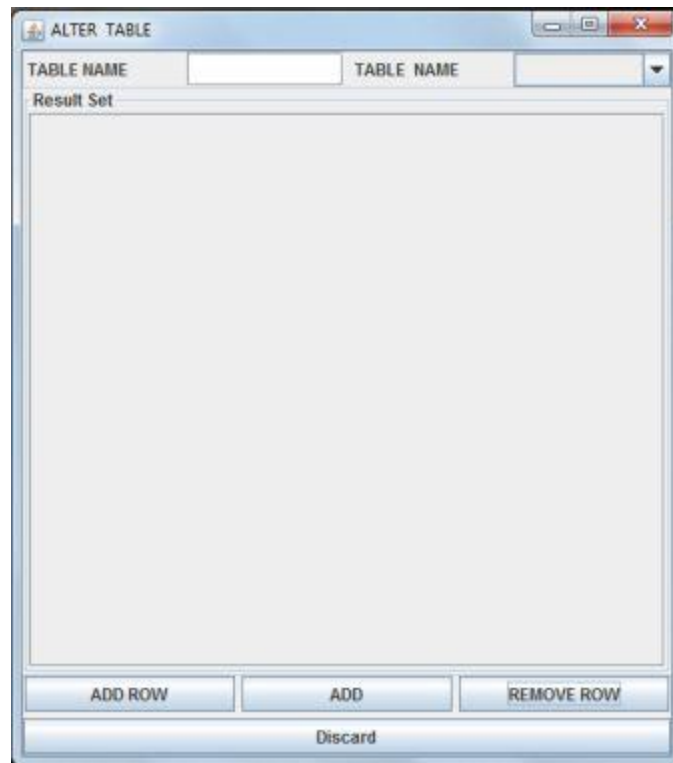 ALTER TABLE
TABLE NAME TABLE NAME
Result Set
ADD ROW ADD REMOVE ROW
Discard